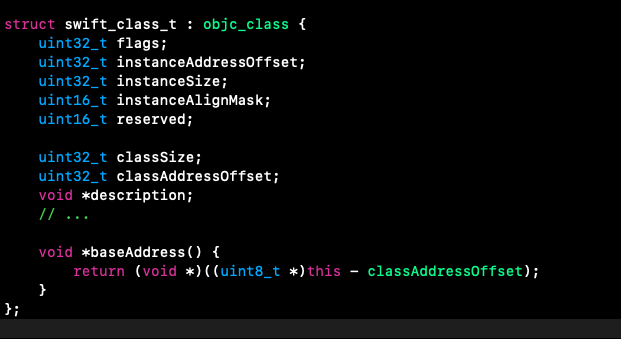 struct swift_class_t : objc_class {
    uint32_t flags;
    uint32_t instanceAddressOffset;
    uint32_t instanceSize;
    uint16_t instanceAlignMask;
    uint16_t reserved;

    uint32_t classSize;
    uint32_t classAddressOffset;
    void *description;
    // ...

    void *baseAddress() {
        return (void *)((uint8_t *)this - classAddressOffset);
    }
};